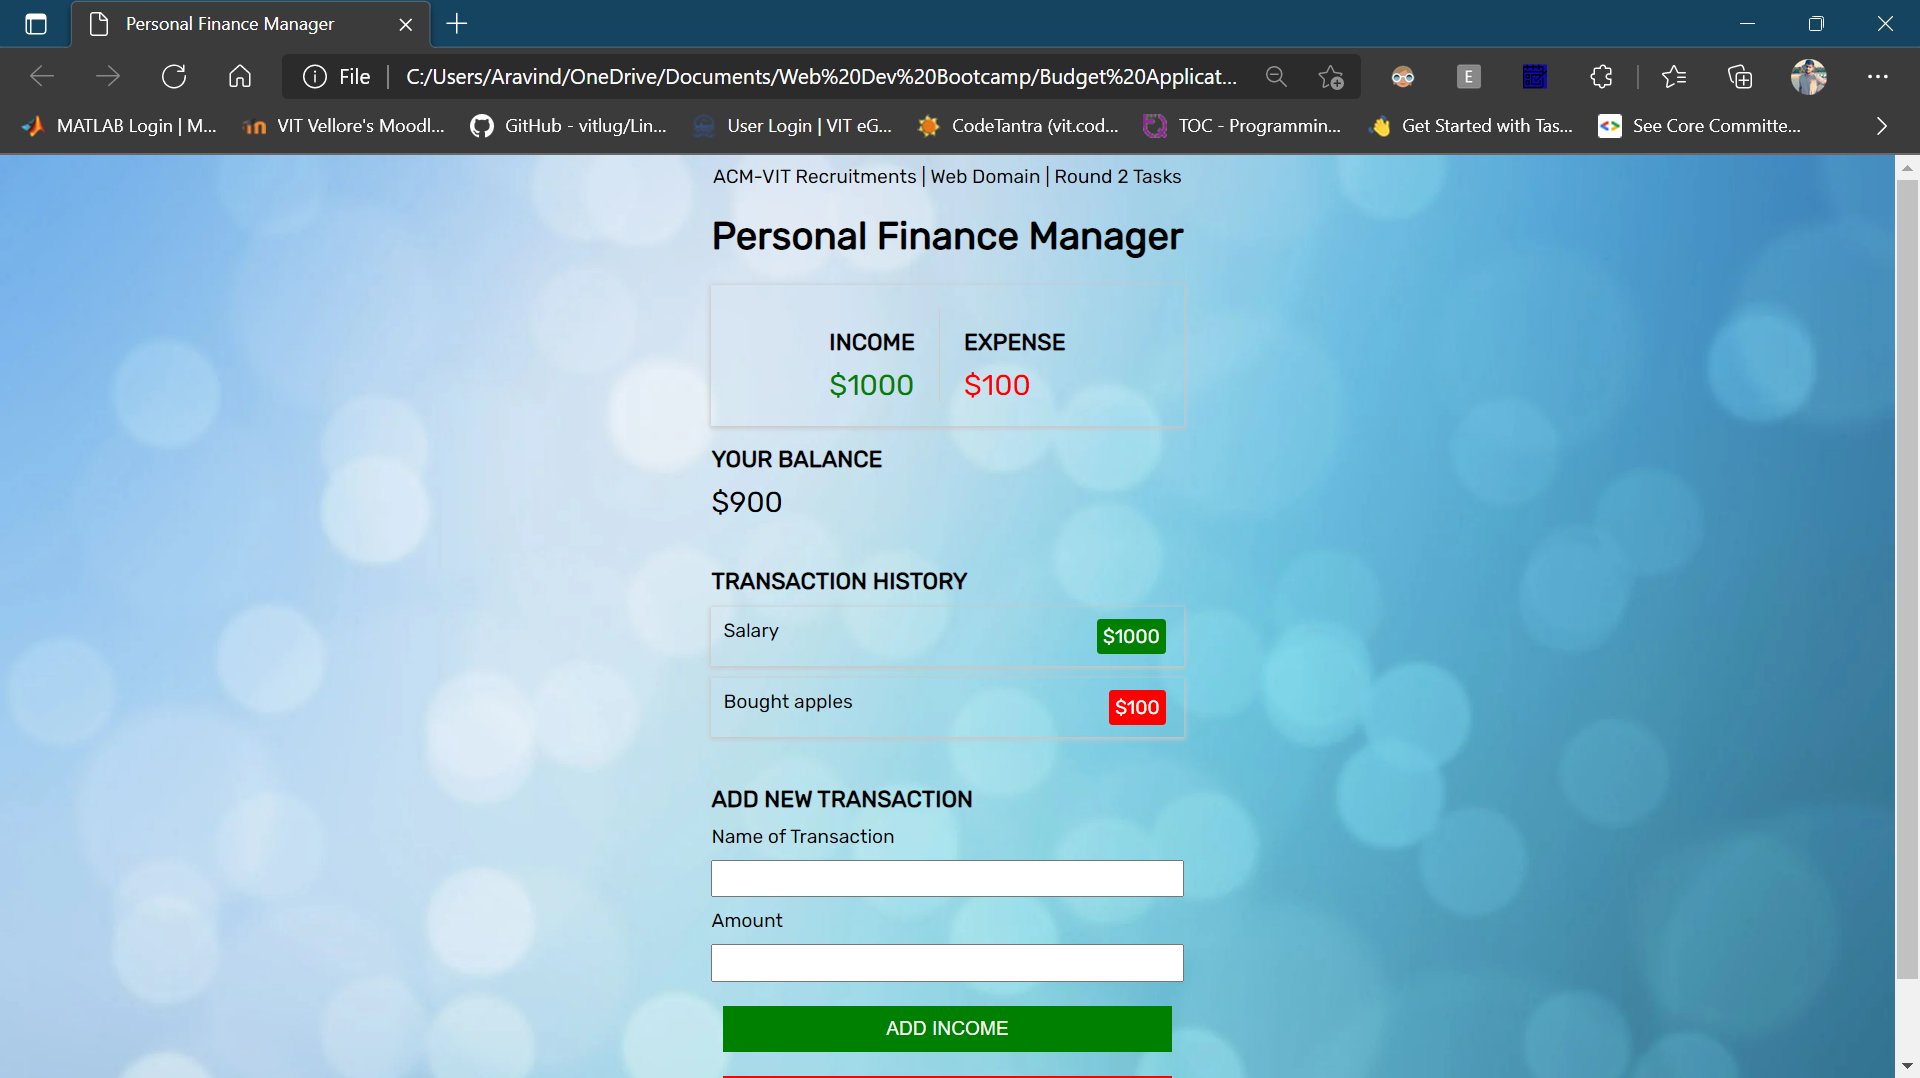 Personal Finance Manager
File
C:/Users/Aravind/OneDrive/Documents/Web%20Dev%20Bootcamp/Budget%20Applicat...
E
MATLAB Login | M...
VIT Vellore's Moodl...
GitHub - vitlug/Lin...
User Login | VIT eG...
CodeTantra (vit.cod...
TOC - Programmin...
Get Started with Tas...
See Core Committe...
ACM-VIT Recruitments | Web Domain | Round 2 Tasks
Personal Finance Manager
INCOME EXPENSE
$1000 $100
YOUR BALANCE
$900
TRANSACTION HISTORY
Salary $1000
Bought apples $100
ADD NEW TRANSACTION
Name of Transaction
Amount
ADD INCOME